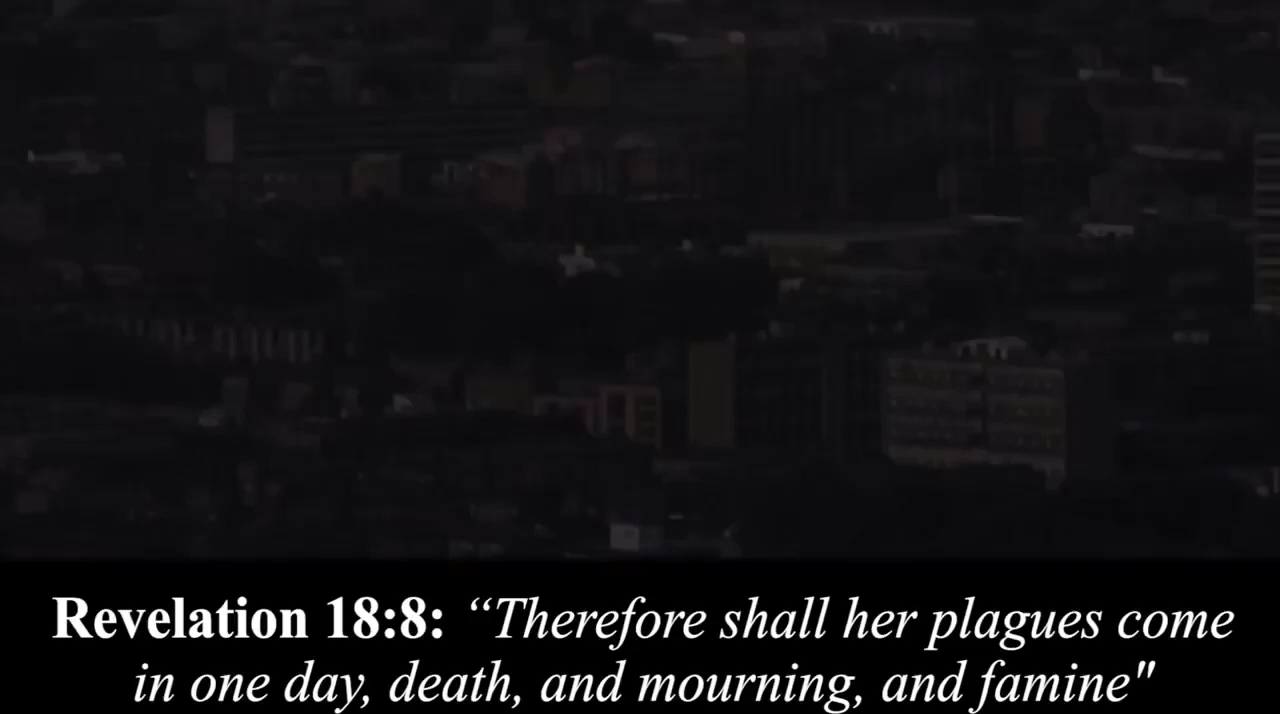 Revelation 18:8: “Therefore shall her plagues come
in one day, death, and mourning, and famine"